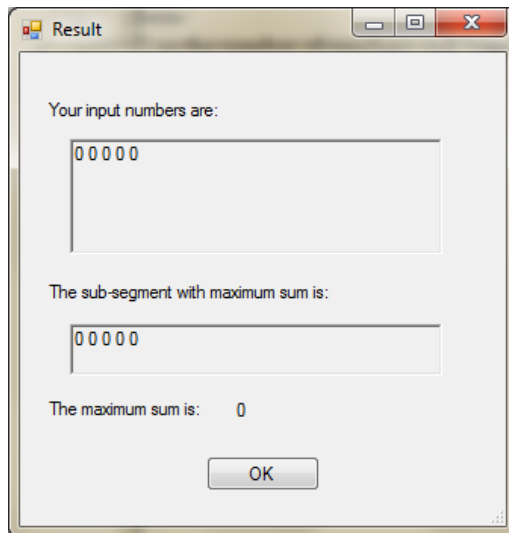 Result
Your input numbers are:
0 0 0 0 0
The sub-segment with maximum sum is:
0 0 0 0 0
The maximum sum is: 0
OK